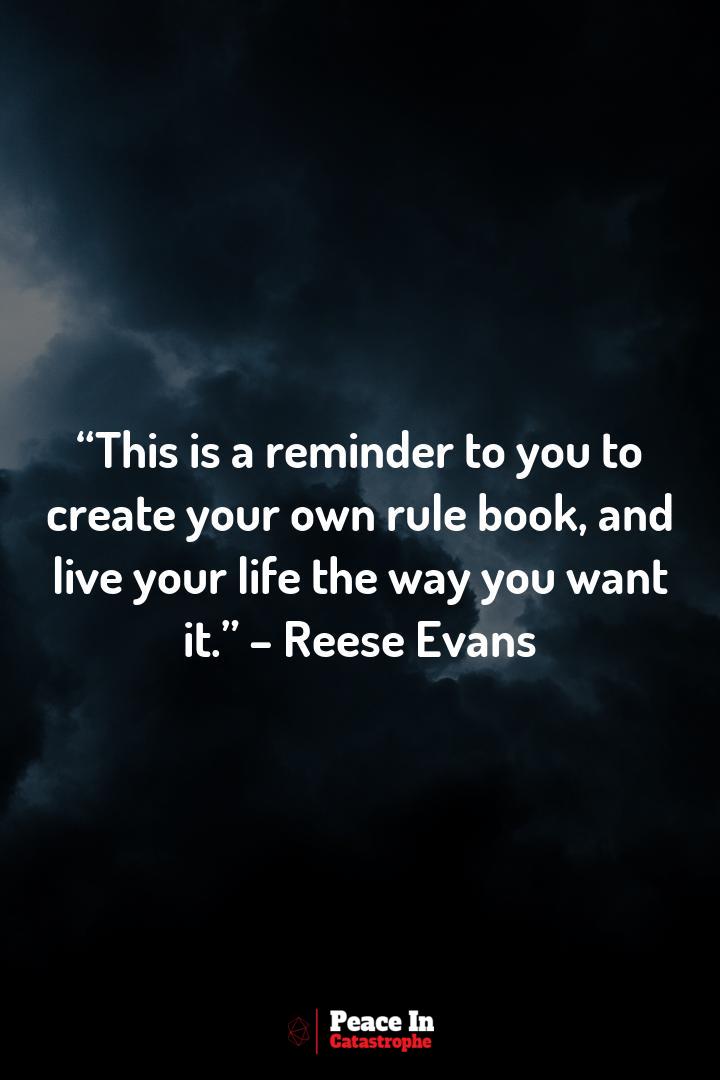 “This is a reminder to you to
create your own rule book, and
live your life the way you want
it.” – Reese Evans
Peace In
Catastrophe